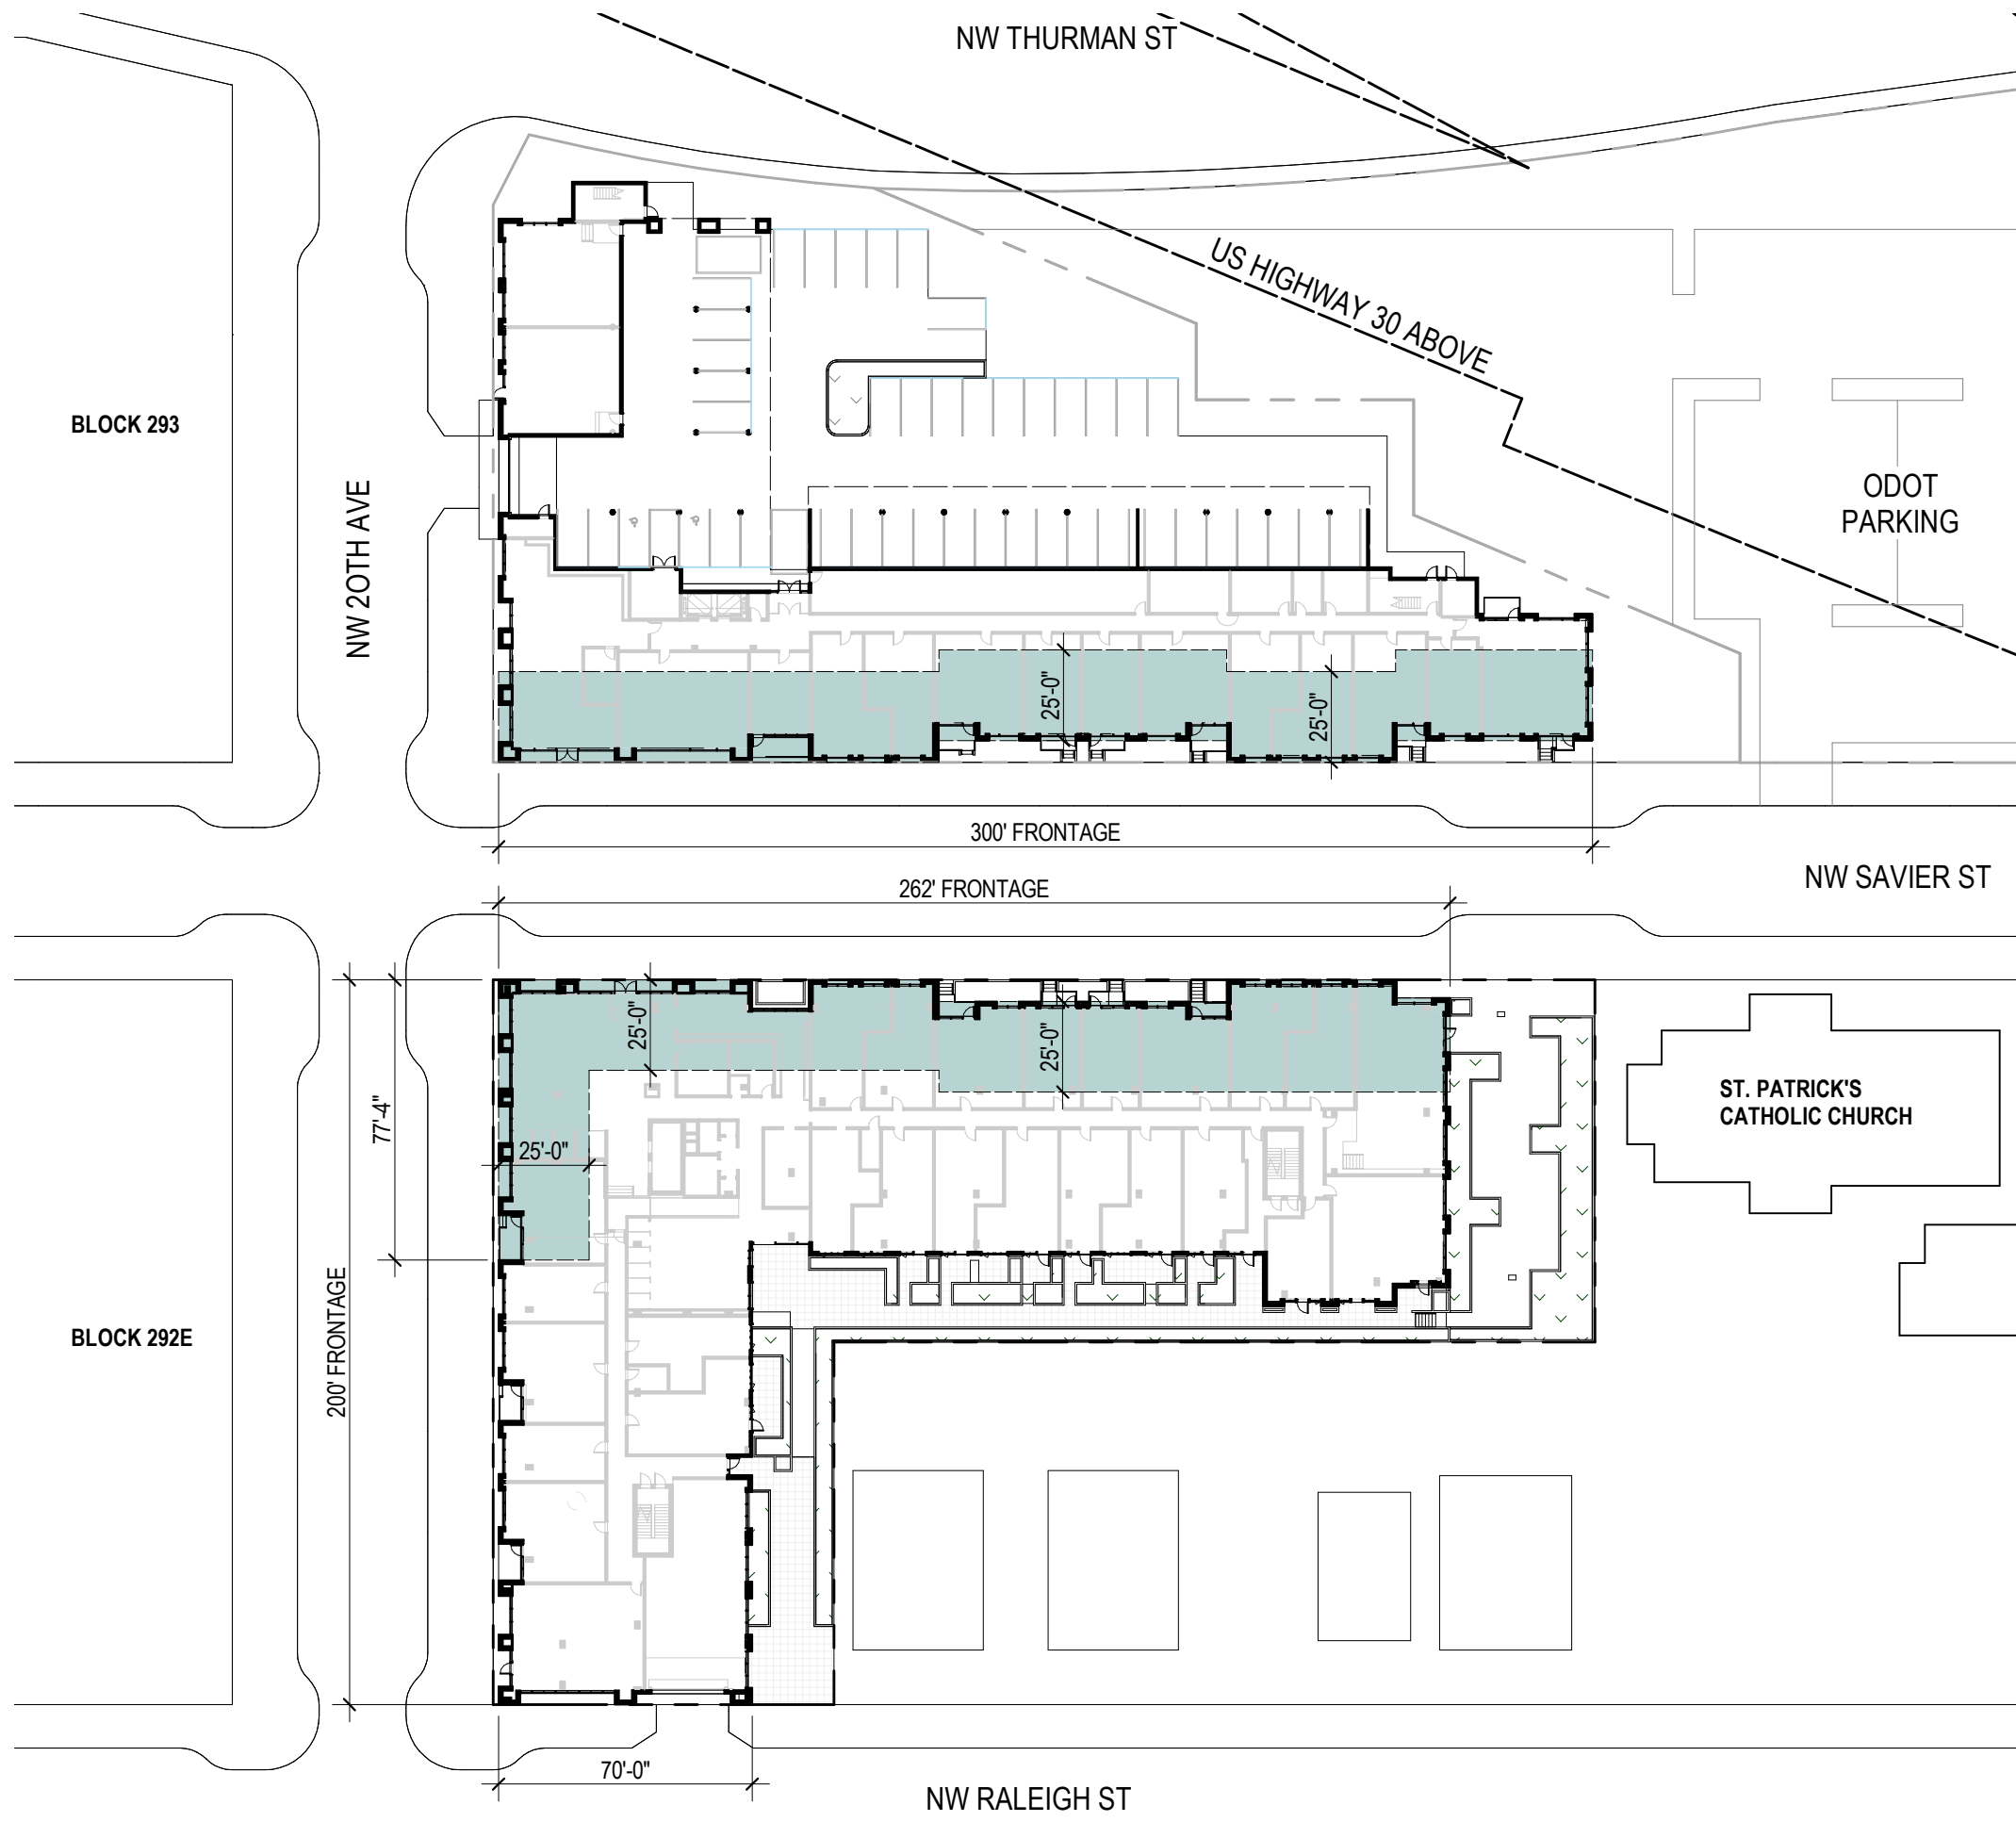 NW THURMAN ST
US HIGHWAY 30 ABOVE
BLOCK 293
ODOT
PARKING
NW 2OTH AVE
25'-0"
25'-0"
300' FRONTAGE
NW SAVIER ST
262' FRONTAGE
25'-0"
25'-0"
77'-4"
ST. PATRICK'S
CATHOLIC CHURCH
25'-0"
BLOCK 292E
200' FRONTAGE
70'-0"
NW RALEIGH ST